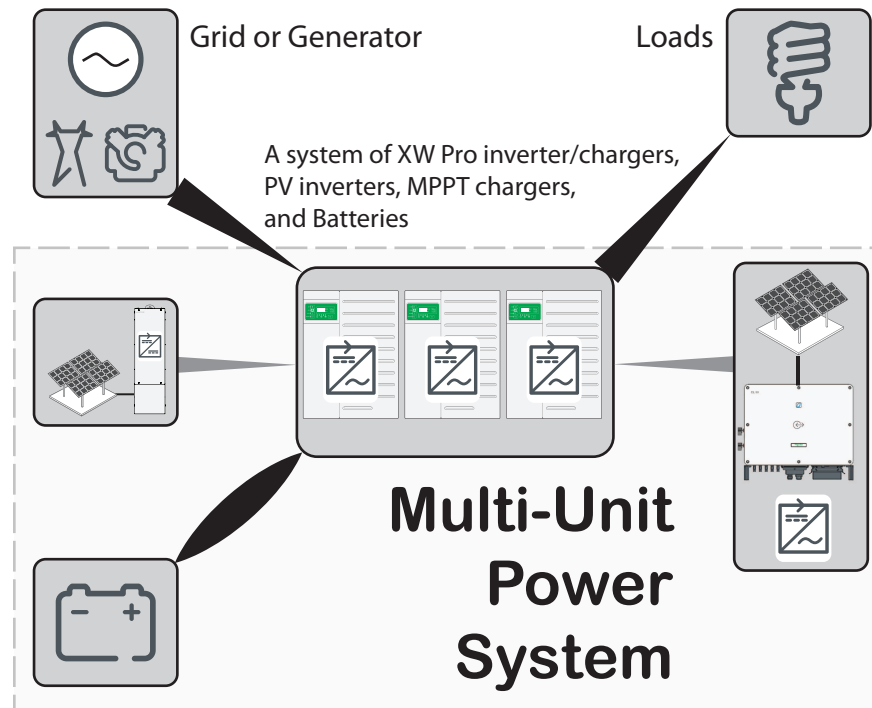 Grid or Generator
Loads
A system of XW Pro inverter/chargers,
PV inverters, MPPT chargers,
and Batteries
Multi-Unit
Power
System